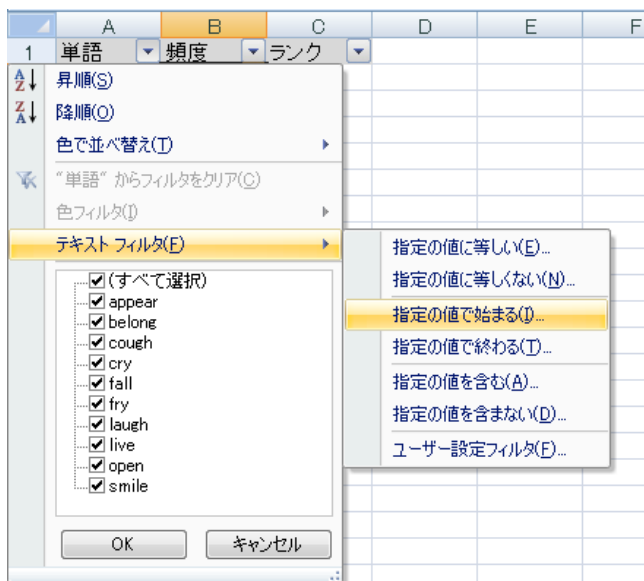 A B C D E F
1 単語 頻度 ランク
昇順(S)
降順(O)
色で並べ替え(T)
"単語" からフィルタをクリア(C)
色フィルタ(I)
テキスト フィルタ(F)
(すべて選択)
appear
belong
cough
cry
fall
fry
laugh
live
open
smile
OK キャンセル
指定の値に等しい(E)...
指定の値に等しくない(N)...
指定の値で始まる(I)...
指定の値で終わる(T)...
指定の値を含む(A)...
指定の値を含まない(D)...
ユーザー設定フィルタ(F)...